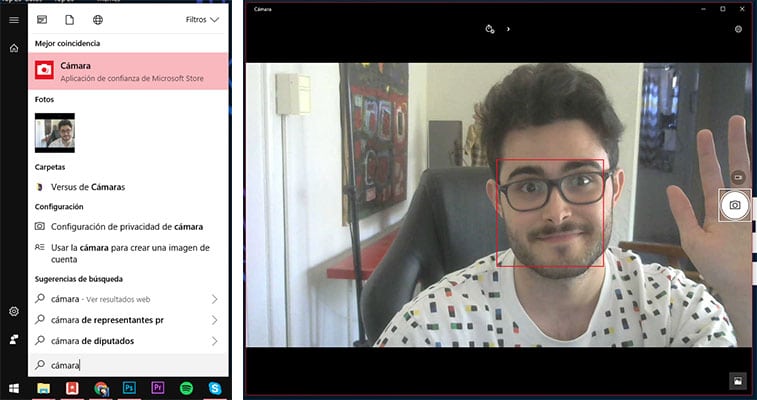 Filtros
Mejor coincidencia
Cámara
Aplicación de confianza de Microsoft Store
Fotos
Carpetas
Versus de Cámaras
Configuración
Configuración de privacidad de cámara
Usar la cámara para crear una imagen de
cuenta
Sugerencias de búsqueda
cámara - Ver resultados web
cámara de representantes pr
cámara de diputados
cámara
Ps
Pr
Cámara